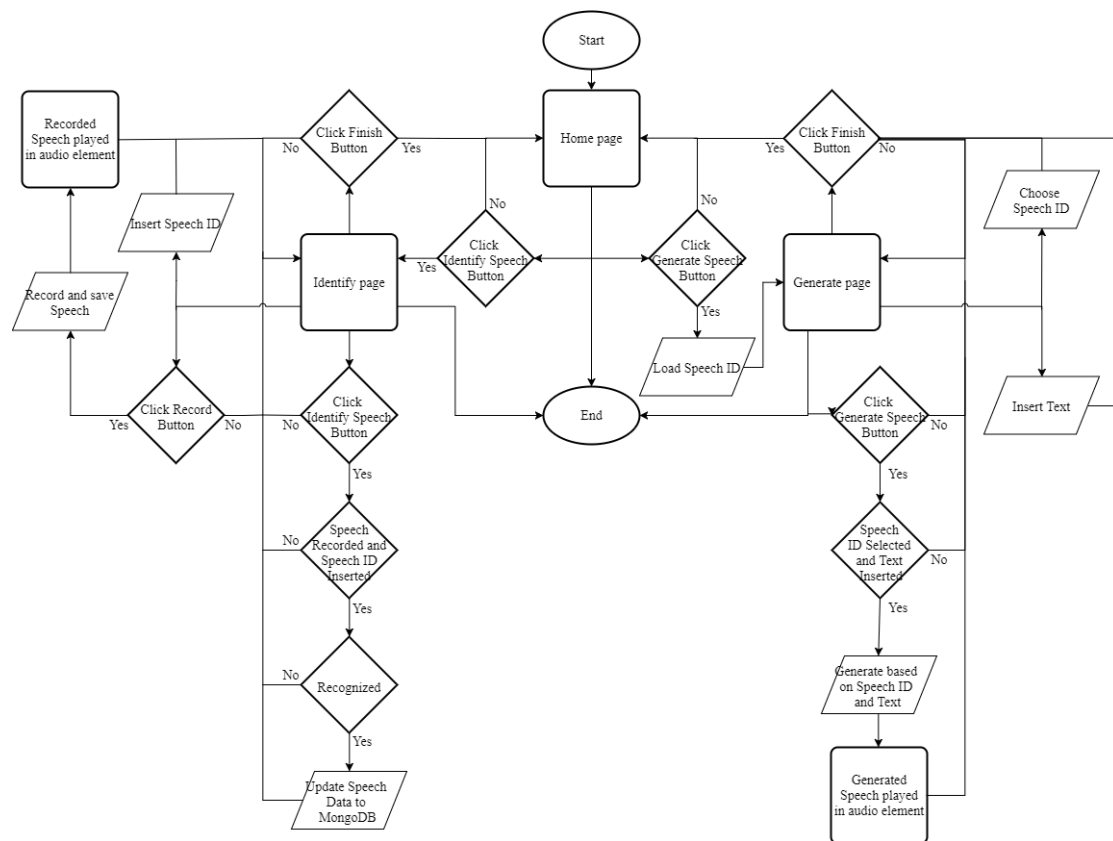 Start
Recorded
Speech played
in audio element
Click Finish
Button
No
Yes
Home page
Click Finish
Button
Yes
No
Insert Speech ID
No
No
Choose
Speech ID
Click
Identify Speech
Button
Yes
Click
Generate Speech
Button
Record and save
Speech
Identify page
Generate page
Yes
Load Speech ID
Click Record
Button
Yes
No
Click
Identify Speech
Button
No
End
Click
Generate Speech
Button
No
Insert Text
Yes
Yes
Speech
Recorded and
Speech ID
Inserted
No
Speech
ID Selected
and Text
Inserted
No
Yes
Yes
Recognized
No
Generate based
on Speech ID
and Text
Yes
Update Speech
Data to
MongoDB
Generated
Speech played
in audio element